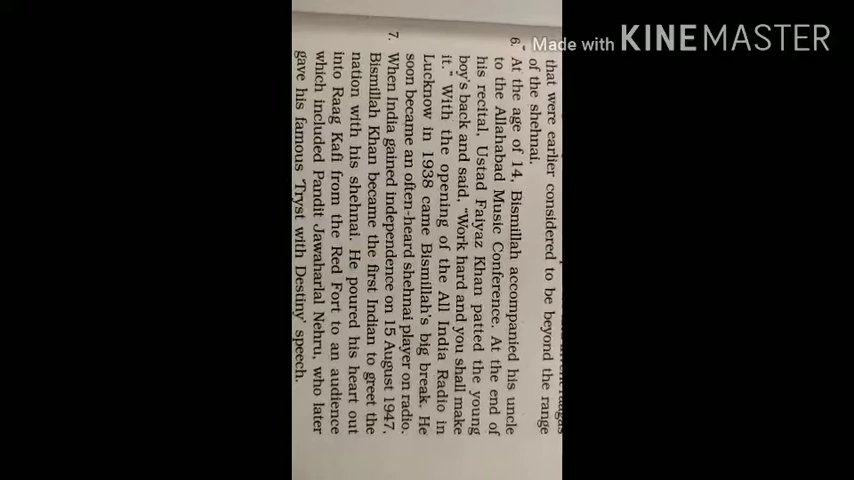 Made with KINEMASTER
that were earlier considered to be beyond the range
of the shehnai.
6. At the age of 14, Bismillah accompanied his uncle
to the Allahabad Music Conference. At the end of
his recital, Ustad Faiyaz Khan patted the young
boy's back and said, "Work hard and you shall make
it." With the opening of the All India Radio in
Lucknow in 1938 came Bismillah's big break. He
soon became an often-heard shehnai player on radio.
7. When India gained independence on 15 August 1947,
Bismillah Khan became the first Indian to greet the
nation with his shehnai. He poured his heart out
into Raag Kafi from the Red Fort to an audience
which included Pandit Jawaharlal Nehru, who later
gave his famous 'Tryst with Destiny' speech.